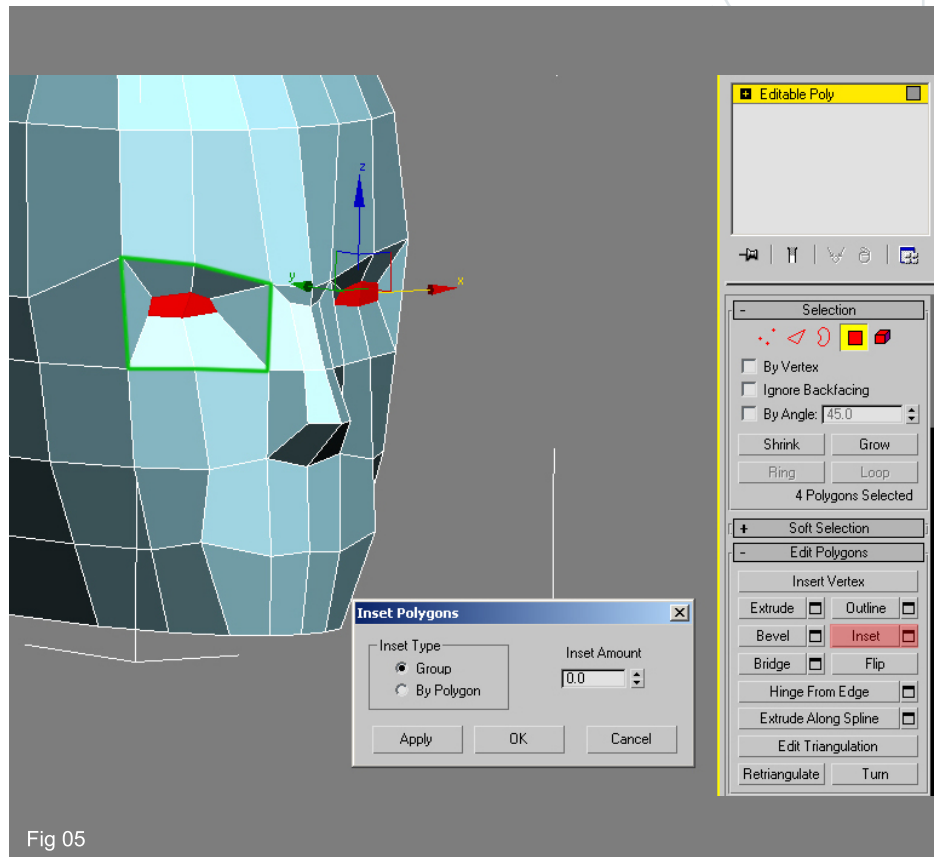 Editable Poly
z
y
x
- Selection
By Vertex
Ignore Backfacing
By Angle: 45.0
Shrink Grow
Ring Loop
4 Polygons Selected
+ Soft Selection
- Edit Polygons
Insert Vertex
Extrude Outline
Bevel Inset
Bridge Flip
Hinge From Edge
Extrude Along Spline
Edit Triangulation
Retriangulate Turn
Inset Polygons
Inset Type
Group
By Polygon
Inset Amount
0.0
Apply OK Cancel
Fig 05